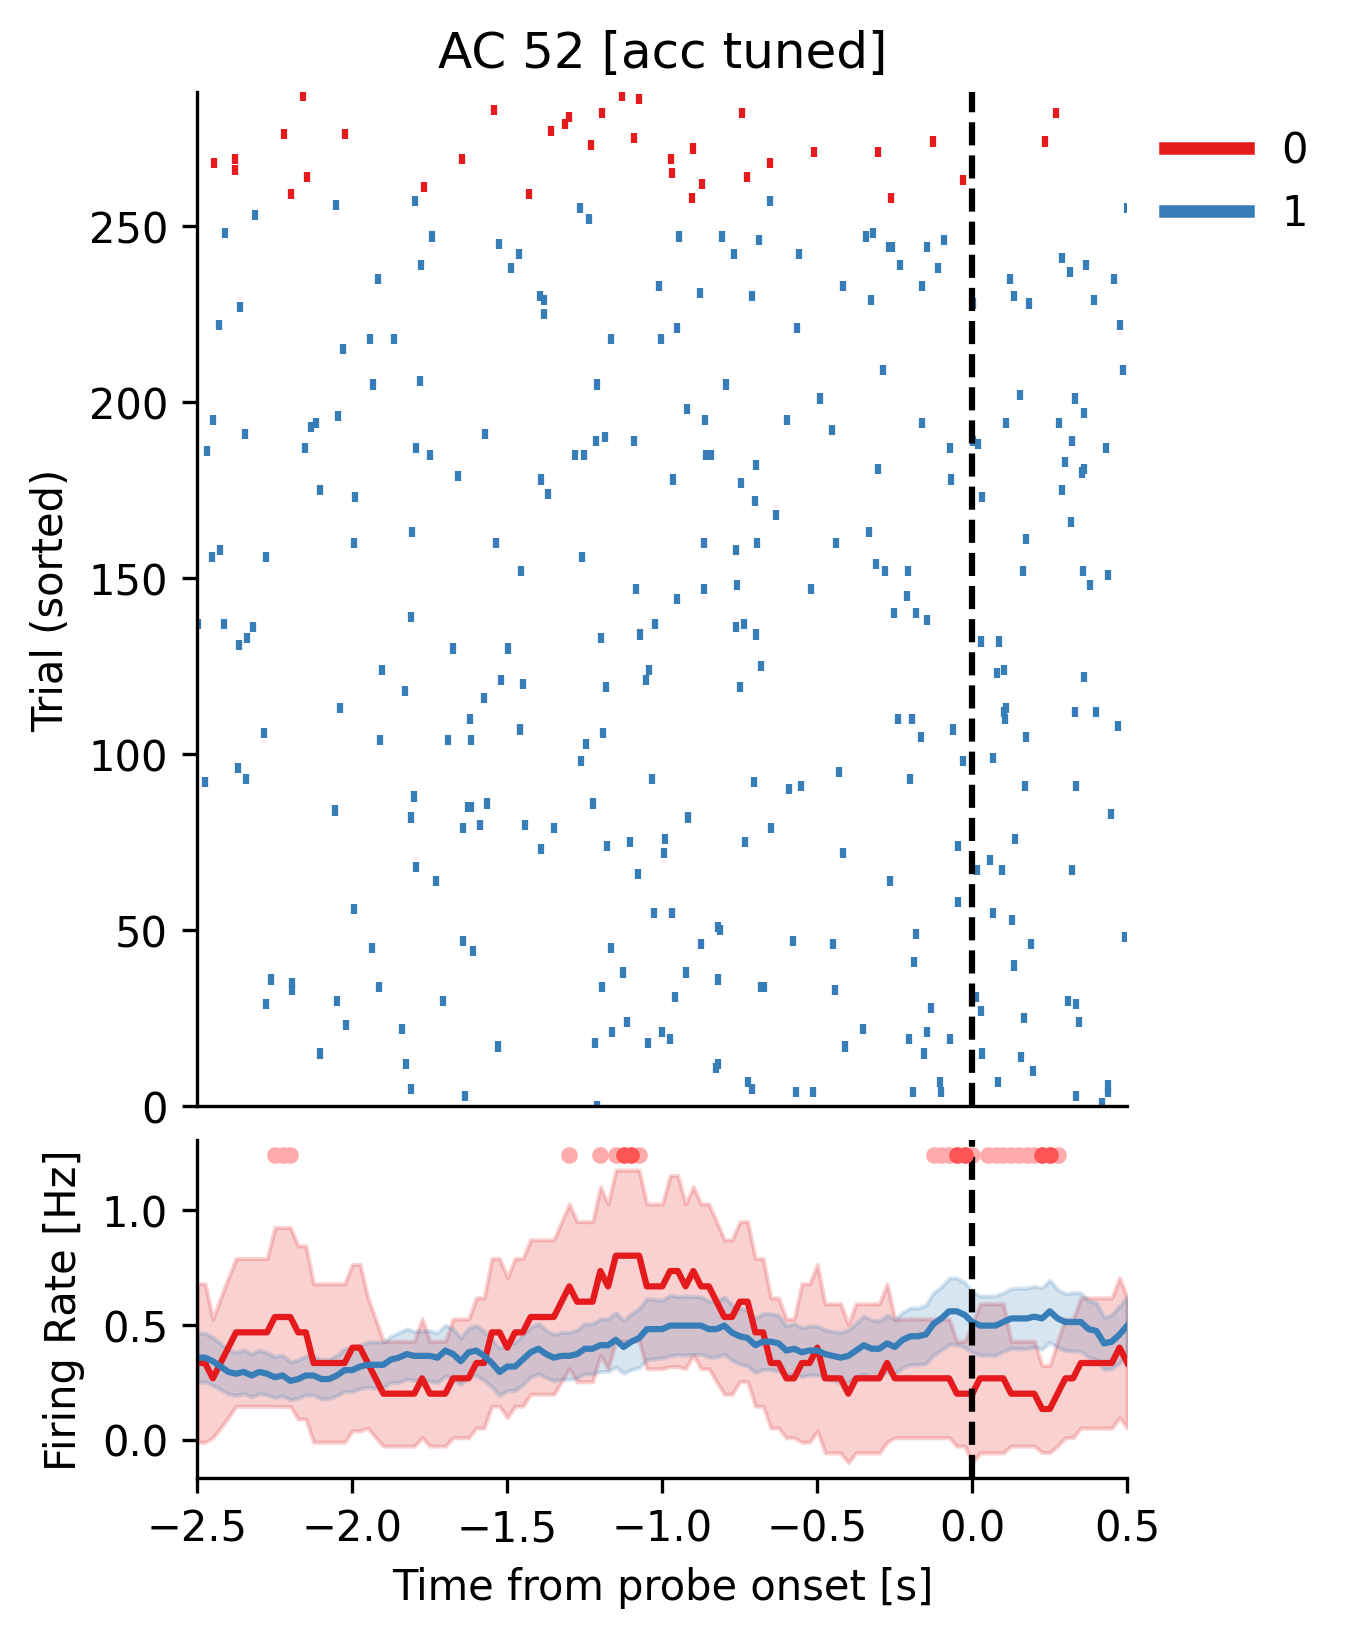 AC 52 [acc tuned]
0
1
250
200
150
100
50
0
Trial (sorted)
1.0
0.5
0.0
Firing Rate [Hz]
−2.5 −2.0 −1.5 −1.0 −0.5 0.0 0.5
Time from probe onset [s]